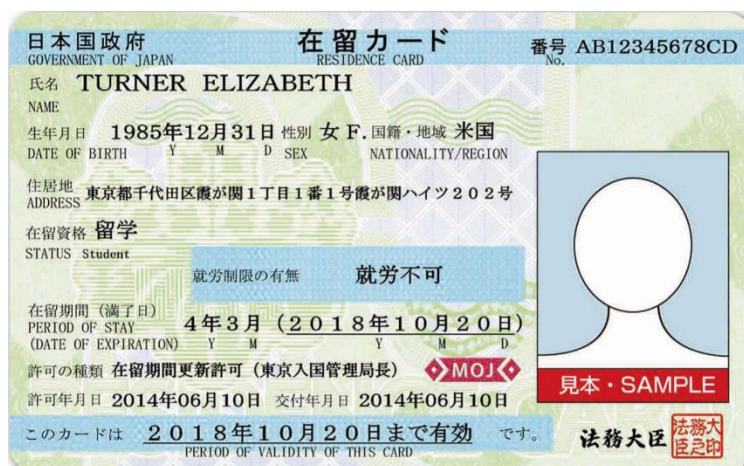 日本国政府 在留カード 番号 AB12345678CD
GOVERNMENT OF JAPAN RESIDENCE CARD No.
氏名 TURNER ELIZABETH
NAME
生年月日 1985年12月31日 性別 女 F. 国籍・地域 米国
DATE OF BIRTH Y M D SEX NATIONALITY/REGION
住居地 東京都千代田区霞が関1丁目1番1号霞が関ハイツ202号
ADDRESS
在留資格 留学
STATUS Student
就労制限の有無 就労不可
在留期間(満了日)
PERIOD OF STAY 4年3月(2018年10月20日)
(DATE OF EXPIRATION) Y M Y M D
許可の種類 在留期間更新許可(東京入国管理局長) MOJ
見本・SAMPLE
許可年月日 2014年06月10日 交付年月日 2014年06月10日
このカードは 2018年10月20日まで有効 です。
PERIOD OF VALIDITY OF THIS CARD
法務大臣 法務大臣之印